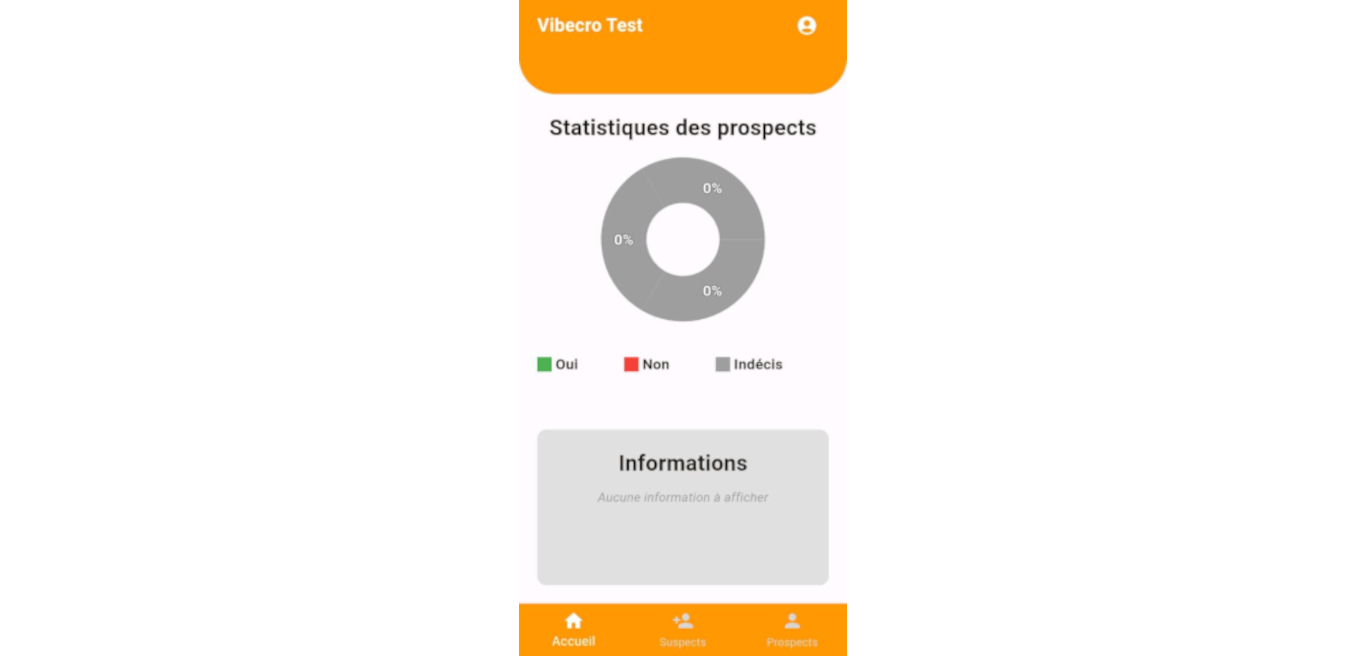 Vibecro Test
Statistiques des prospects
0%
0%
0%
Oui Non Indécis
Informations
Aucune information à afficher
Accueil Suspects Prospects